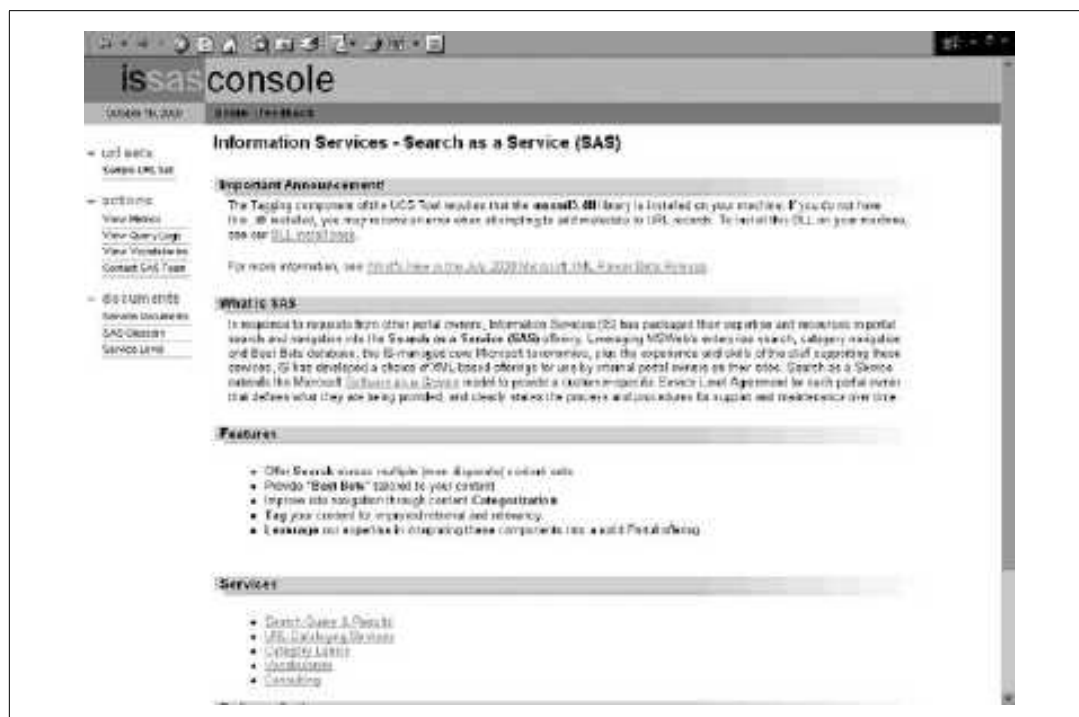 issasconsole
October 16, 2000
Home | Feedback
Information Services - Search as a Service (SAS)
url sets
Sample URL Set
actions
View Metrics
View Query Logs
View Vocabularies
Contact SAS Team
documents
Service Documents
SAS Glossary
Service Level
Important Announcement!
The Tagging component of the UCS Tool requires that the msxml3.dll library is installed on your machine. If you do not have
this .dll installed, you may receive an error when attempting to add metadata to URL records. To install this DLL on your machine,
see our DLL install page.
For more information, see What's New in the July 2000 Microsoft XML Parser Beta Release
What is SAS
In response to requests from other portal owners, Information Services (IS) has packaged their expertise and resources in portal
search and navigation into the Search as a Service (SAS) offering. Leveraging MSWeb's enterprise search, category navigation
and Best Bets database, the IS-managed core Microsoft taxonomies, plus the experience and skills of the staff supporting these
services, IS has developed a choice of XML based offerings for use by internal portal owners on their sites. Search as a Service
extends the Microsoft Software as a Service model to provide a customer-specific Service Level Agreement for each portal owner
that defines what they are being provided, and clearly states the process and procedures for support and maintenance over time.
Features
Offer Search across multiple (even disparate) content sets
Provide "Best Bets" tailored to your content
Improve site navigation through content Categorization
Tag your content for improved retrieval and relevancy.
Leverage our expertise in integrating these components into a solid Portal offering
Services
Search Query & Results
URL Cataloging Services
Category Labels
Vocabularies
Consulting